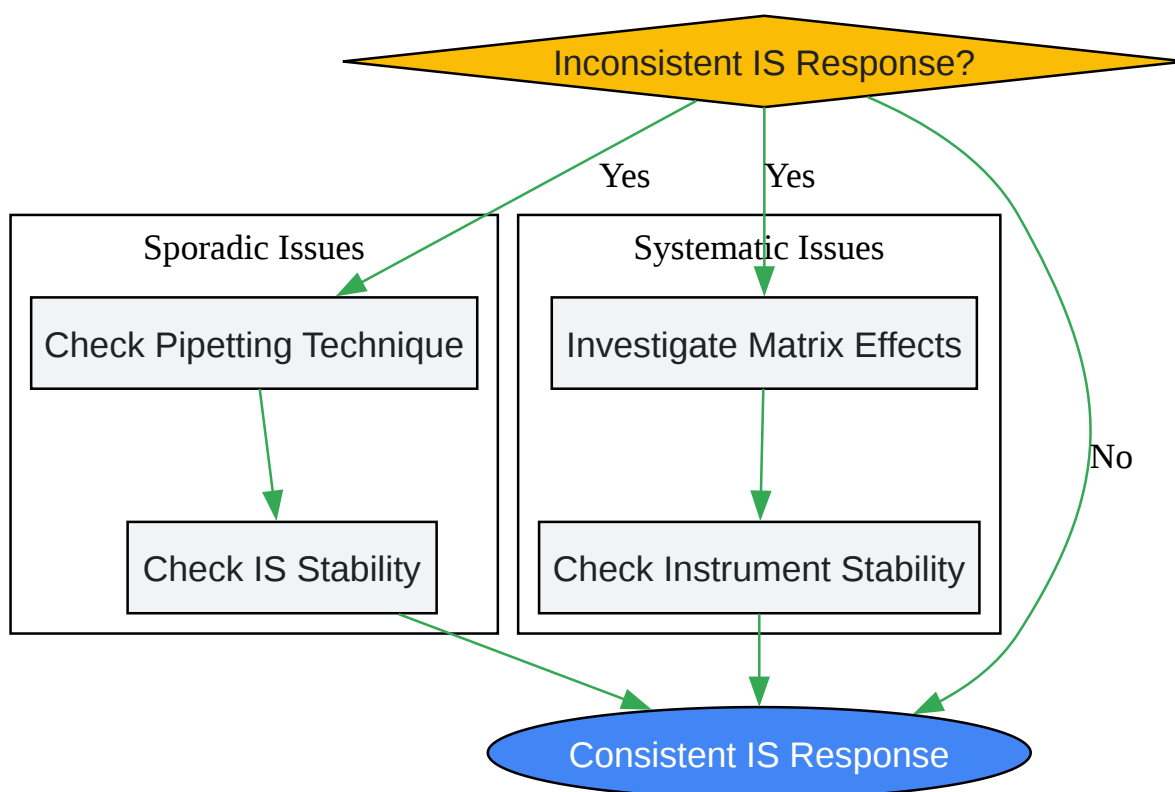 Inconsistent IS Response?
Yes
Yes
Sporadic Issues
Systematic Issues
Check Pipetting Technique
Investigate Matrix Effects
No
Check IS Stability
Check Instrument Stability
Consistent IS Response